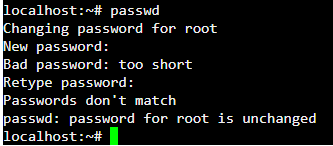 localhost:~# passwd
Changing password for root
New password:
Bad password: too short
Retype password:
Passwords don't match
passwd: password for root is unchanged
localhost:~#